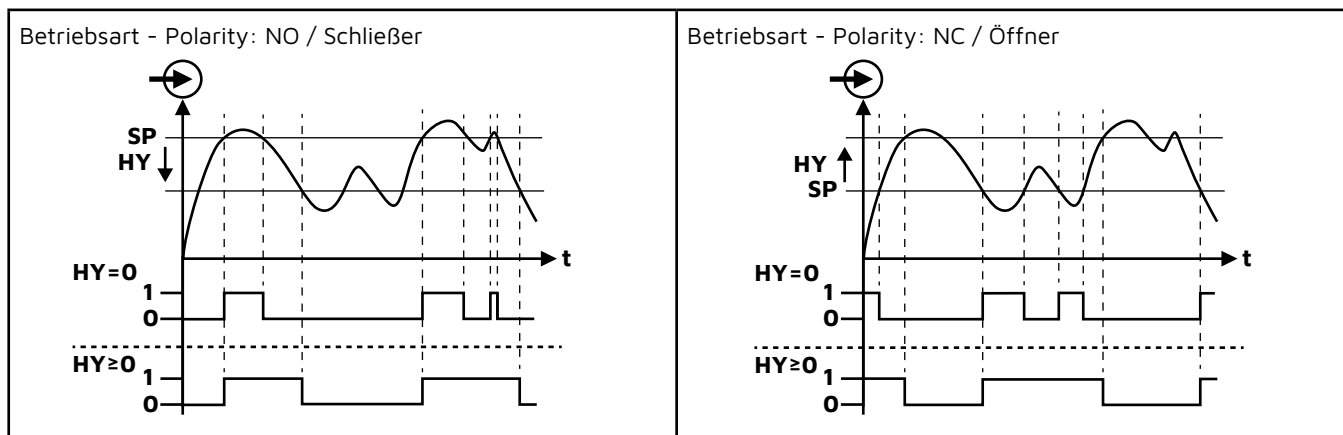 Betriebsart - Polarity: NO / Schließer
SP
HY
t
HY=0
1
0
HY≥0
1
0
Betriebsart - Polarity: NC / Öffner
HY
SP
t
HY=0
1
0
HY≥0
1
0